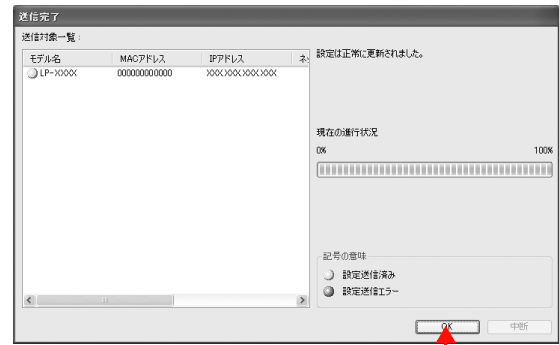 送信完了
送信対象一覧:
モデル名 MACアドレス IPアドレス ネッ
LP-XXXX 000000000000 XXX.XXX.XXX.XXX
設定は正常に更新されました。
現在の進行状況
0% 100%
記号の意味
設定送信済み
設定送信エラー
OK 中断